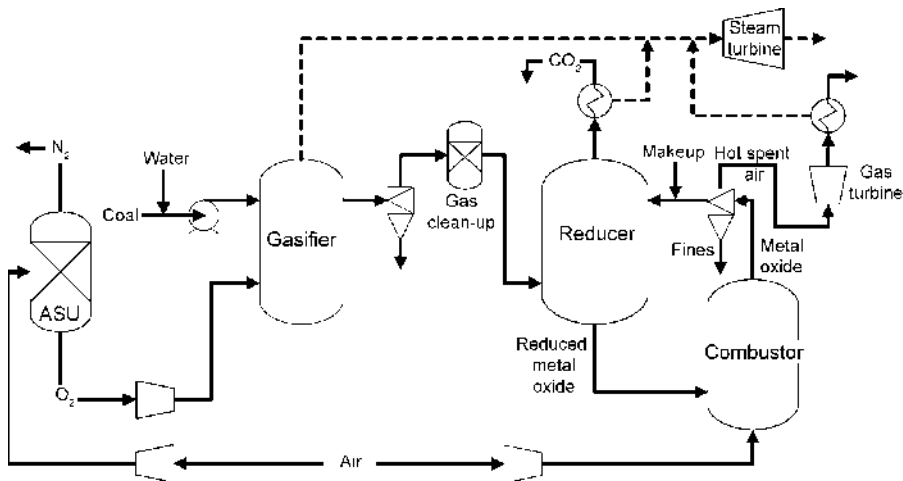 Steam
turbine
CO2
N2
Water
Makeup
Hot spent
air
Gas
turbine
Coal
Gas
clean-up
Gasifier
Reducer
Fines
Metal
oxide
ASU
Reduced
metal
oxide
Combustor
O2
Air